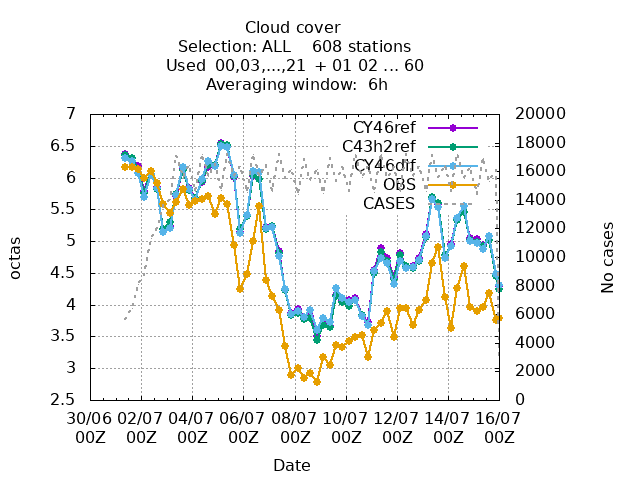 Cloud cover
Selection: ALL 608 stations
Used 00,03,...,21 + 01 02 ... 60
Averaging window: 6h
7 20000
CY46ref
6.5 C43h2ref 18000
CY46dif 16000
6 OBS
CASES 14000
5.5
12000
5
10000
4.5
8000
4
6000
3.5 4000
3 2000
2.5 0
octas
No cases
30/06 02/07 04/07 06/07 08/07 10/07 12/07 14/07 16/07
00Z 00Z 00Z 00Z 00Z 00Z 00Z 00Z 00Z
Date